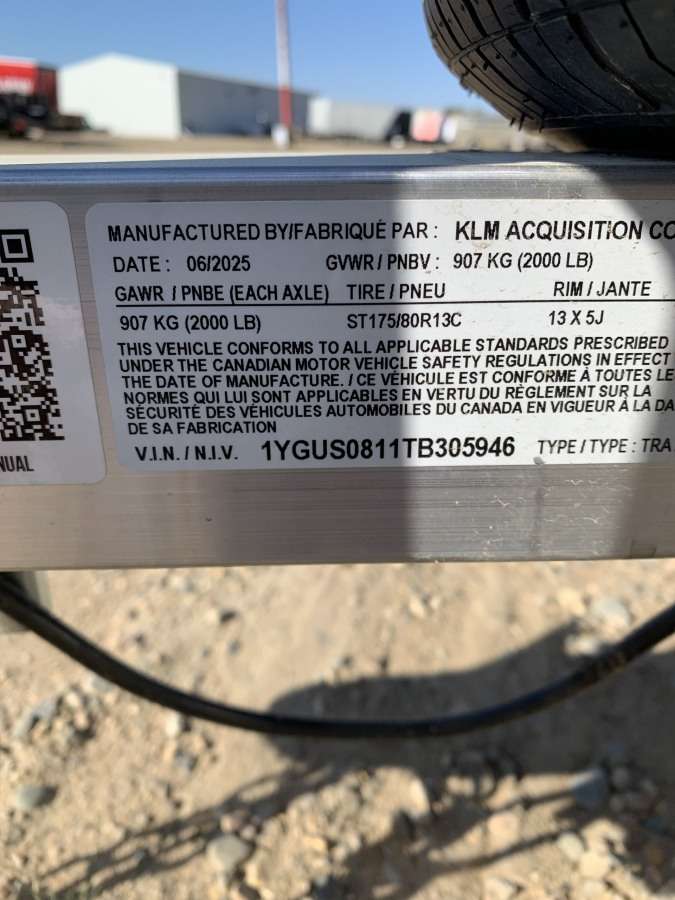 MANUFACTURED BY/FABRIQUÉ PAR : KLM ACQUISITION CO
DATE : 06/2025 GVWR / PNBV : 907 KG (2000 LB)
GAWR / PNBE (EACH AXLE) TIRE / PNEU RIM / JANTE
907 KG (2000 LB) ST175/80R13C 13 X 5J
THIS VEHICLE CONFORMS TO ALL APPLICABLE STANDARDS PRESCRIBED
UNDER THE CANADIAN MOTOR VEHICLE SAFETY REGULATIONS IN EFFECT
THE DATE OF MANUFACTURE. / CE VÉHICULE EST CONFORME À TOUTES LE
NORMES QUI LUI SONT APPLICABLES EN VERTU DU RÈGLEMENT SUR LA
SÉCURITÉ DES VÉHICULES AUTOMOBILES DU CANADA EN VIGUEUR À LA DA
DE SA FABRICATION
V.I.N. / N.I.V. 1YGUS0811TB305946 TYPE / TYPE : TRA
NUAL